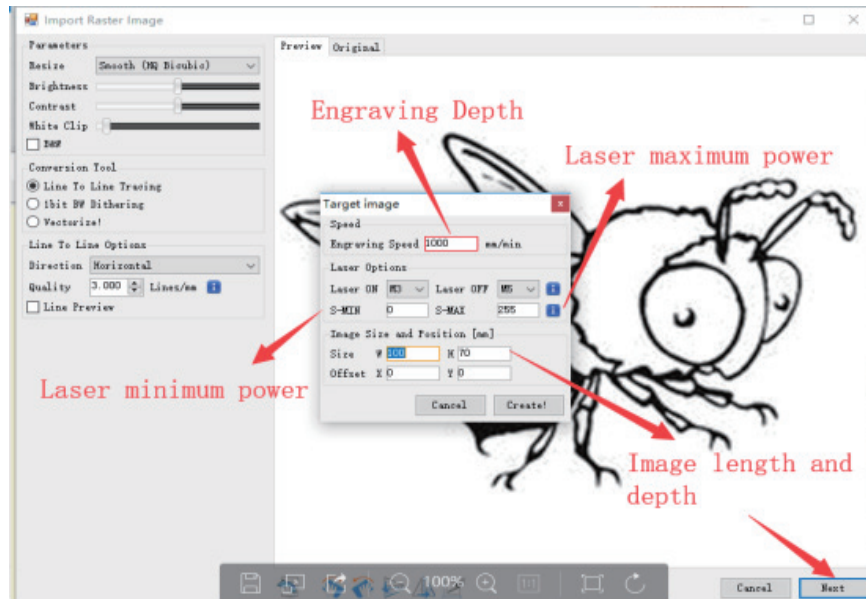 Import Raster Image
Parameters
Resize Smooth (HQ Bicubic)
Brightness
Contrast
White Clip
B&W
Conversion Tool
Line To Line Tracing
1bit BW Dithering
Vectorize!
Line To Line Options
Direction Horizontal
Quality 3.000 Lines/mm
Line Preview
Preview Original
Engraving Depth
Laser maximum power
Target image
Speed
Engraving Speed 1000 mm/min
Laser Options
Laser ON M3 Laser OFF M5
S-MIN 0 S-MAX 255
Image Size and Position [mm]
Size W 100 H 70
Offset X 0 Y 0
Cancel Create!
Laser minimum power
Image length and
depth
100%
1:1
Cancel Next